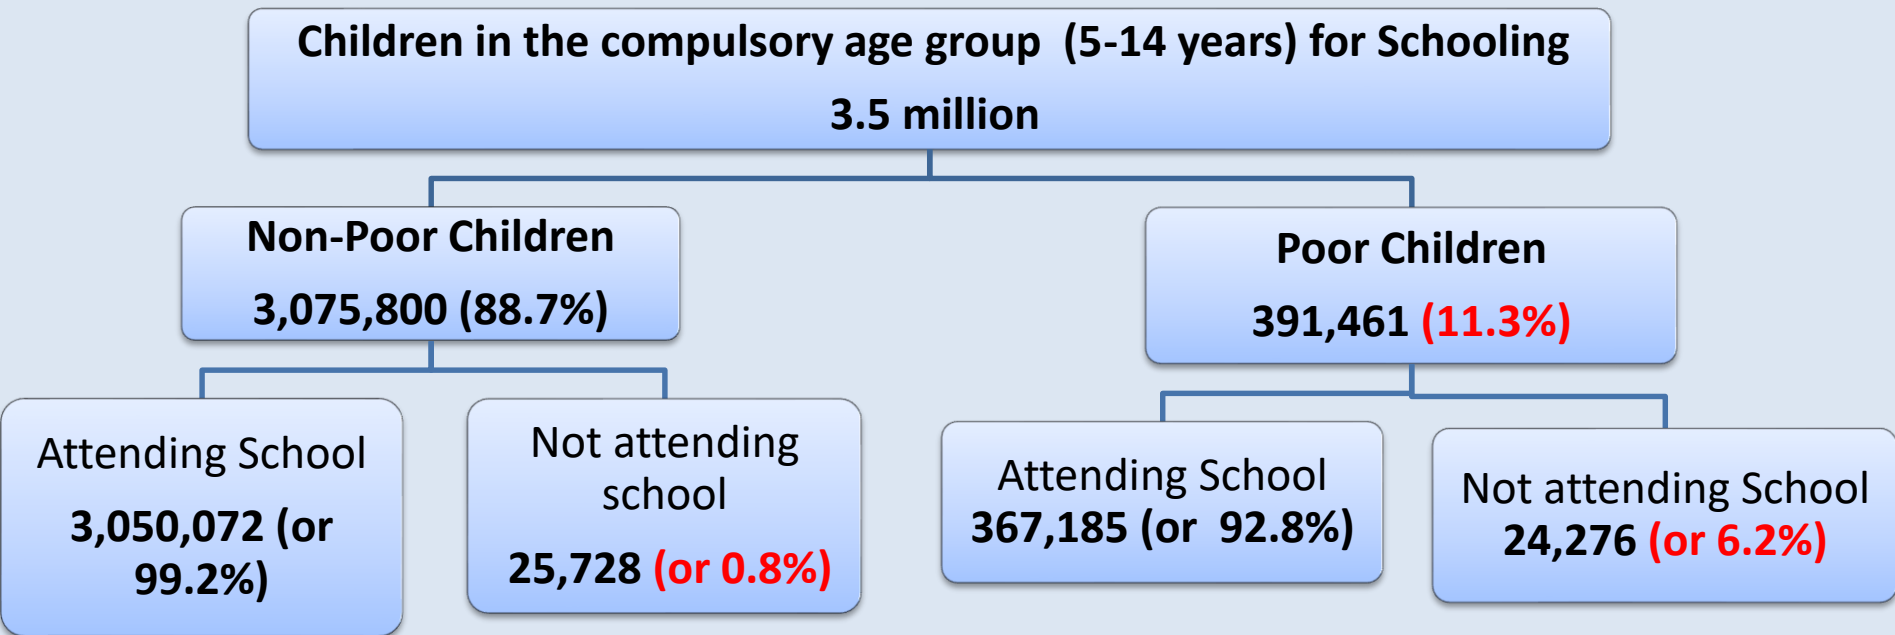 Children in the compulsory age group  (5-14 years) for Schooling
3.5 million
Non-Poor Children
3,075,800 (88.7%)
Poor Children
391,461 (11.3%)
Attending School
3,050,072 (or
99.2%)
Not attending
school
25,728 (or 0.8%)
Attending School
367,185 (or  92.8%)
Not attending School
24,276 (or 6.2%)